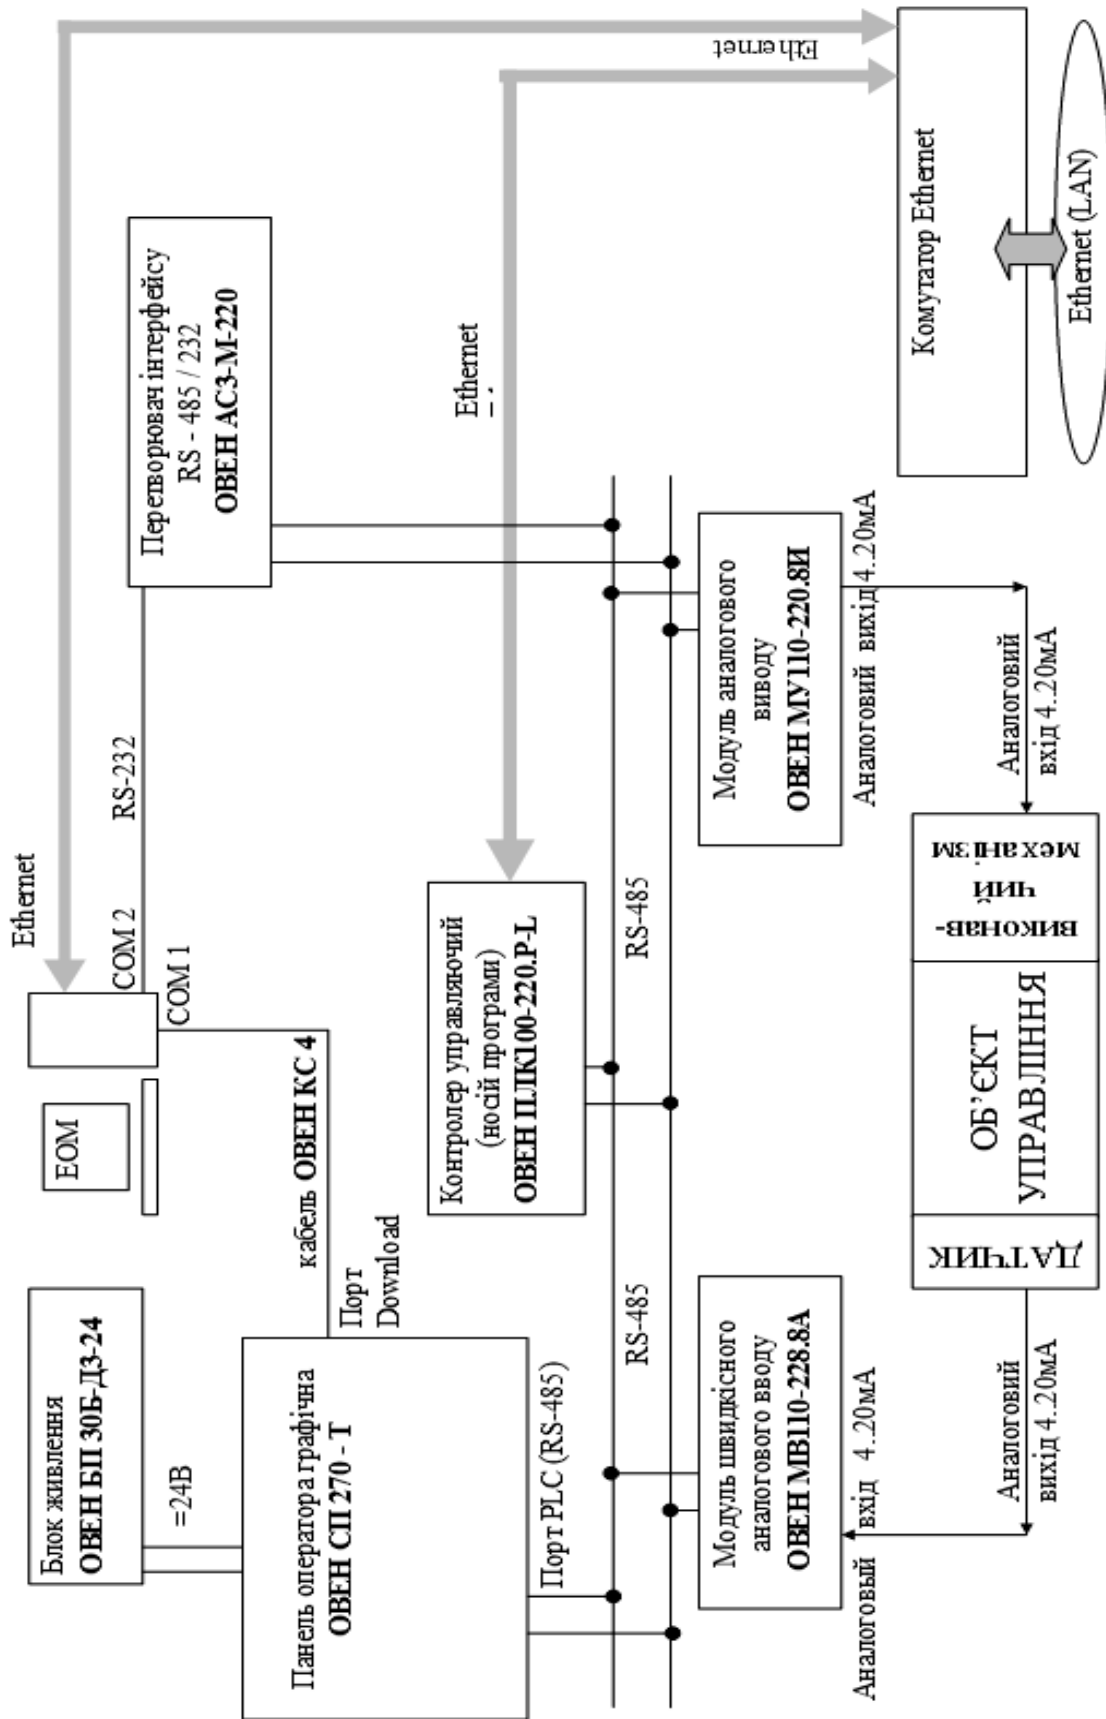 Блок живлення
ОВЕН БП 30Б-Д3-24
=24В
Панель оператора графічна
ОВЕН СП 270 - Т
Порт PLC (RS-485)
Порт
Download
кабель ОВЕН КС 4
ЕОМ
COM 2
COM 1
Ethernet
RS-232
Перетворювач інтерфейсу
RS - 485 / 232
ОВЕН АС3-М-220
Ethernet
Контролер управляючий
(носій програми)
ОВЕН ПЛК100-220.Р-L
Ethernet
RS-485
RS-485
Модуль швидкісного
аналогового вводу
ОВЕН МВ110-228.8А
Аналоговый вхід 4..20мА
Модуль аналогового
виводу
ОВЕН МУ110-220.8И
Аналоговий вихід 4..20мА
Аналоговий
вихід 4..20мА
ДАТЧИК
ОБ’ЄКТ
УПРАВЛІННЯ
виконав-
чий
механізм
Аналоговий
вхід 4..20мА
Комутатор Ethernet
Ethernet (LAN)